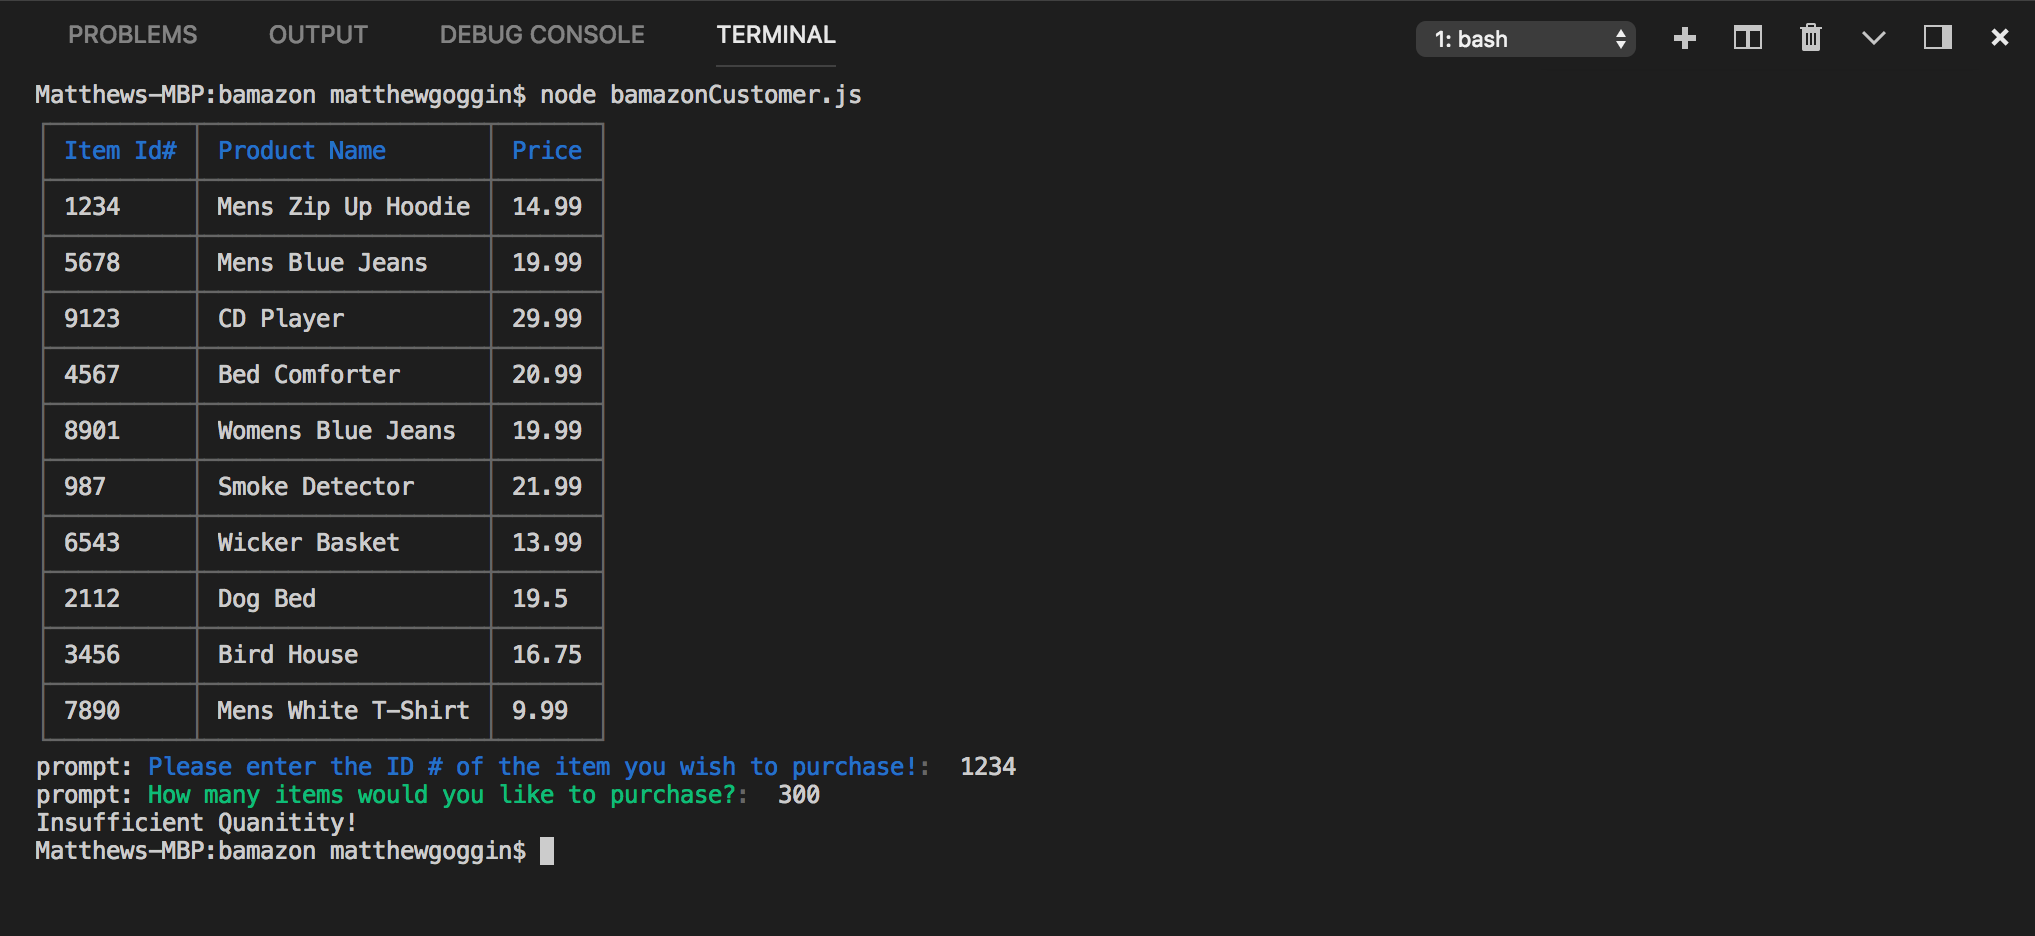 PROBLEMS OUTPUT DEBUG CONSOLE TERMINAL 1: bash
Matthews-MBP:bamazon matthewgoggin$ node bamazonCustomer.js
Item Id# Product Name Price
1234 Mens Zip Up Hoodie 14.99
5678 Mens Blue Jeans 19.99
9123 CD Player 29.99
4567 Bed Comforter 20.99
8901 Womens Blue Jeans 19.99
987 Smoke Detector 21.99
6543 Wicker Basket 13.99
2112 Dog Bed 19.5
3456 Bird House 16.75
7890 Mens White T-Shirt 9.99
prompt: Please enter the ID # of the item you wish to purchase!:  1234
prompt: How many items would you like to purchase?:  300
Insufficient Quanitity!
Matthews-MBP:bamazon matthewgoggin$